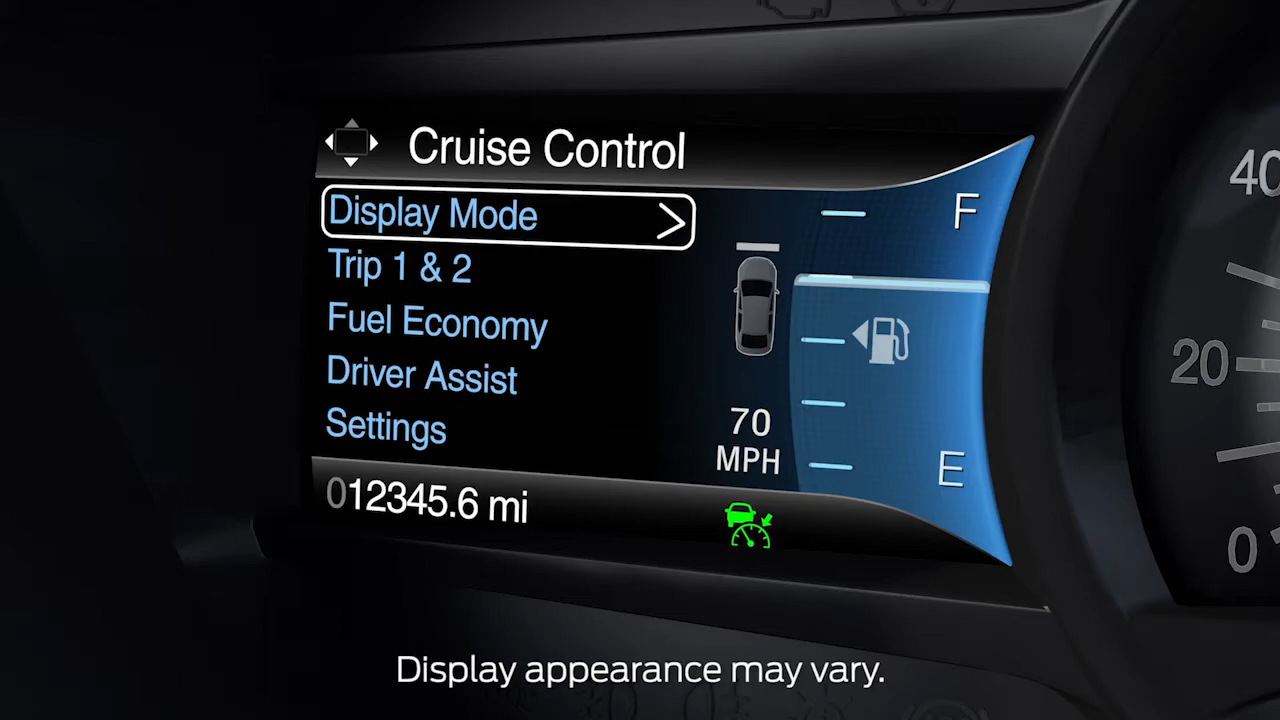 Cruise Control
Display Mode >
Trip 1 & 2
Fuel Economy
Driver Assist
Settings
012345.6 mi
70
MPH
F
E
40
20
0
Display appearance may vary.